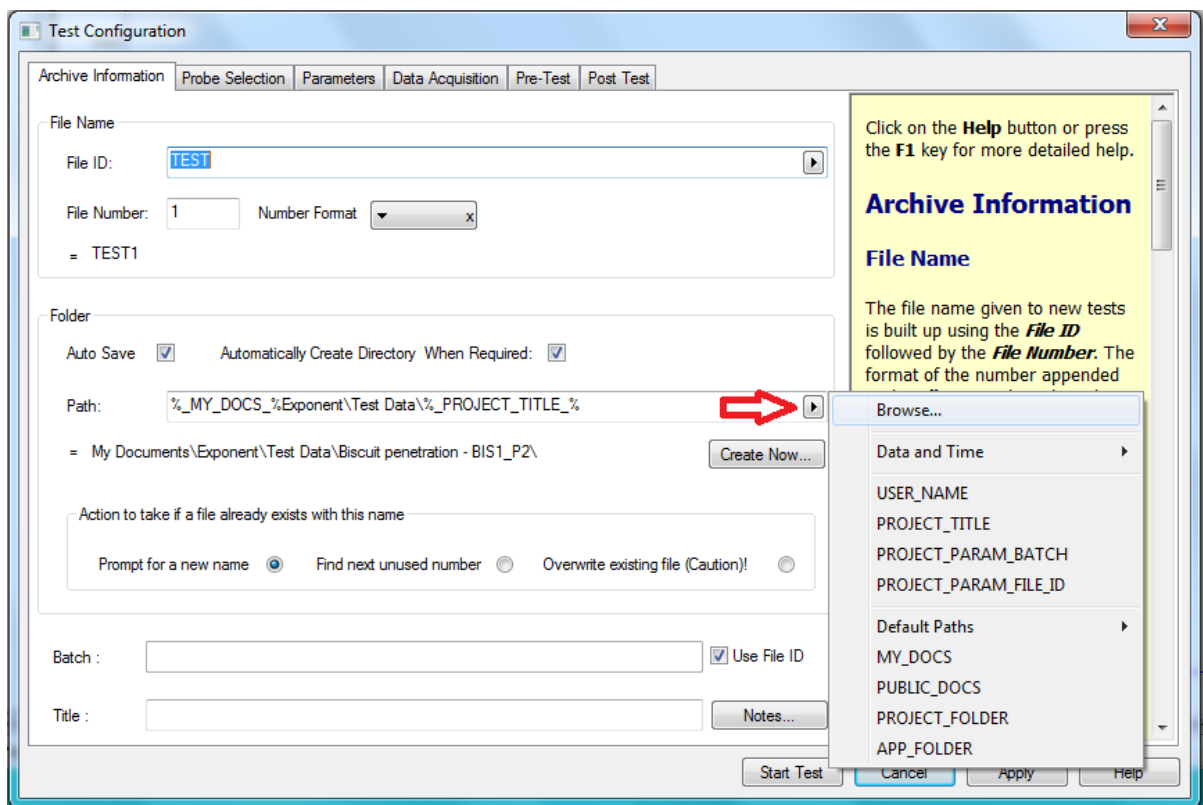 Test Configuration
x
Archive Information Probe Selection Parameters Data Acquisition Pre-Test Post Test
File Name
File ID: TEST
File Number: 1 Number Format x
= TEST1
Folder
Auto Save Automatically Create Directory When Required:
Path: %_MY_DOCS_%Exponent\Test Data\%_PROJECT_TITLE_%
= My Documents\Exponent\Test Data\Biscuit penetration - BIS1_P2\ Create Now...
Action to take if a file already exists with this name
Prompt for a new name Find next unused number Overwrite existing file (Caution)!
Batch : Use File ID
Title : Notes...
Click on the Help button or press
the F1 key for more detailed help.
Archive Information
File Name
The file name given to new tests
is built up using the File ID
followed by the File Number. The
format of the number appended
Browse...
Data and Time
USER_NAME
PROJECT_TITLE
PROJECT_PARAM_BATCH
PROJECT_PARAM_FILE_ID
Default Paths
MY_DOCS
PUBLIC_DOCS
PROJECT_FOLDER
APP_FOLDER
Start Test Cancel Apply Help